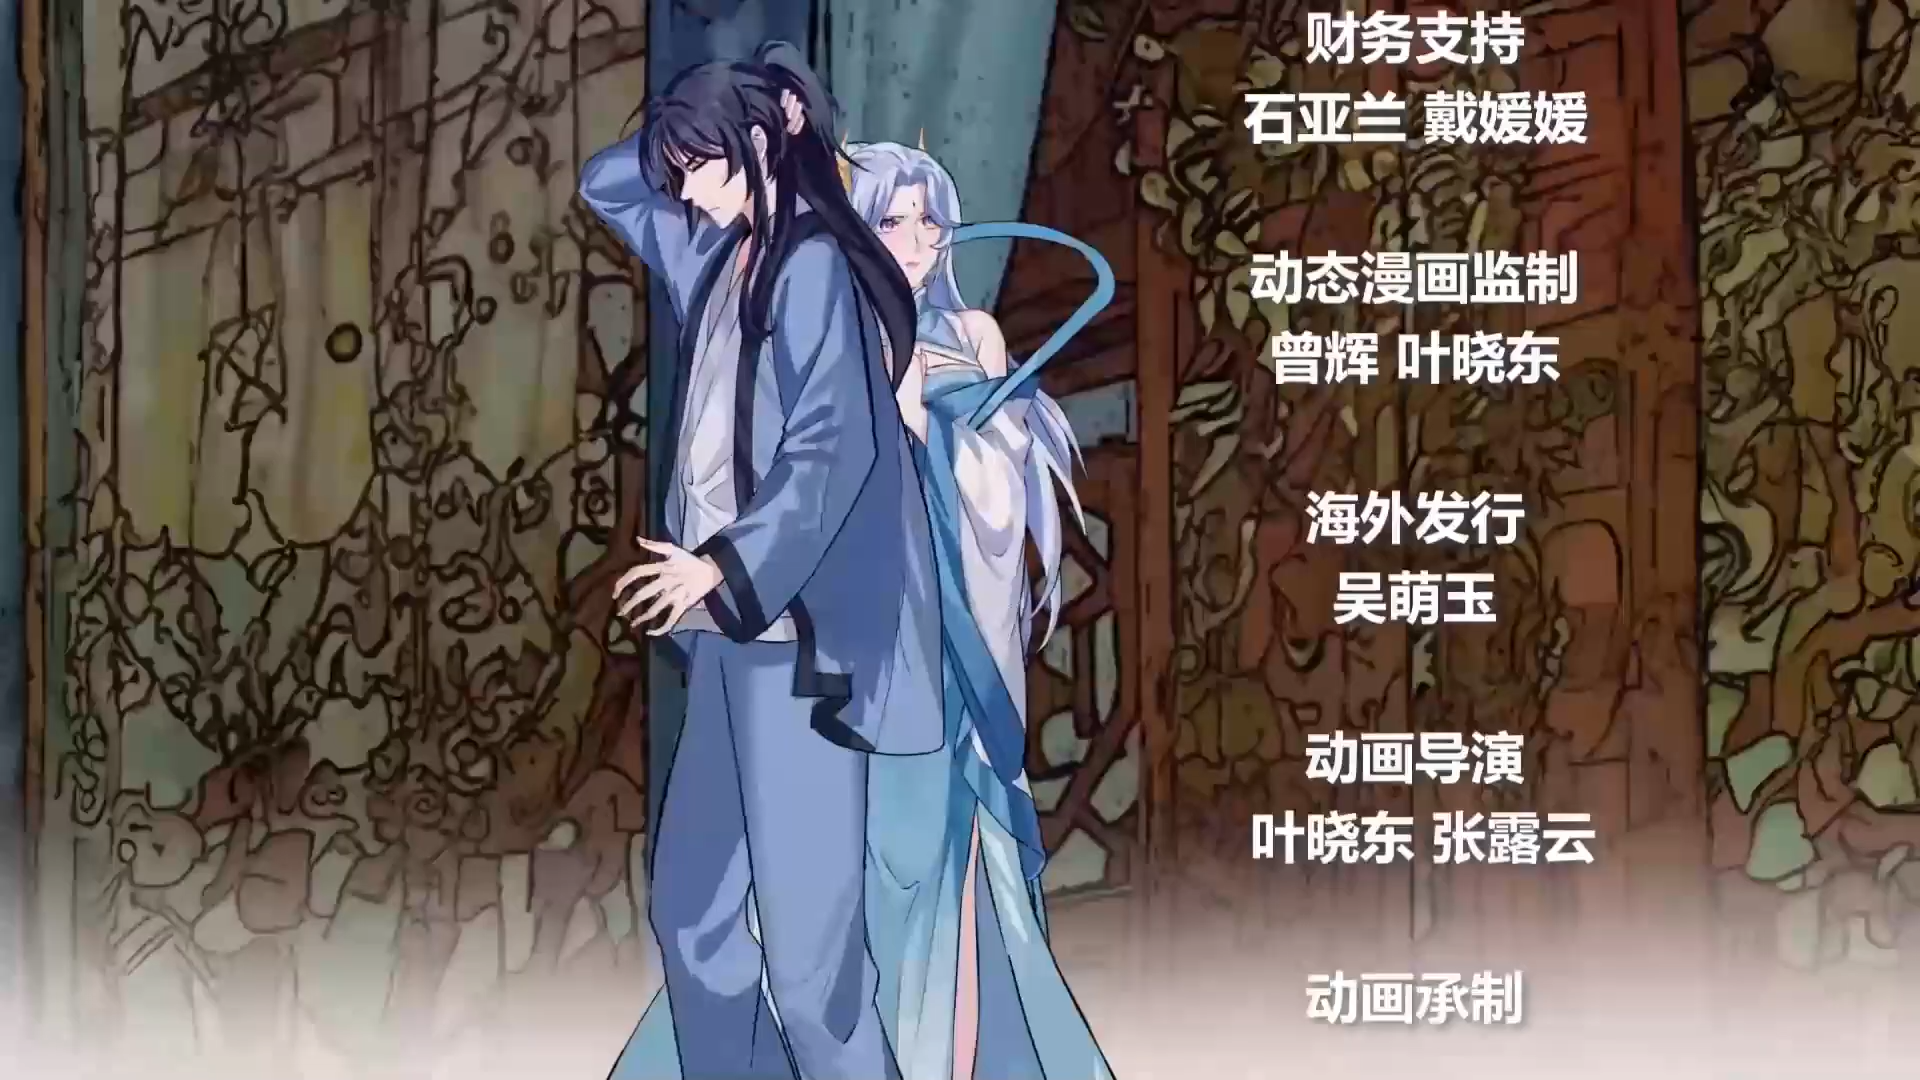 财务支持
石亚兰 戴媛媛
动态漫画监制
曾辉 叶晓东
海外发行
吴萌玉
动画导演
叶晓东 张露云
动画承制